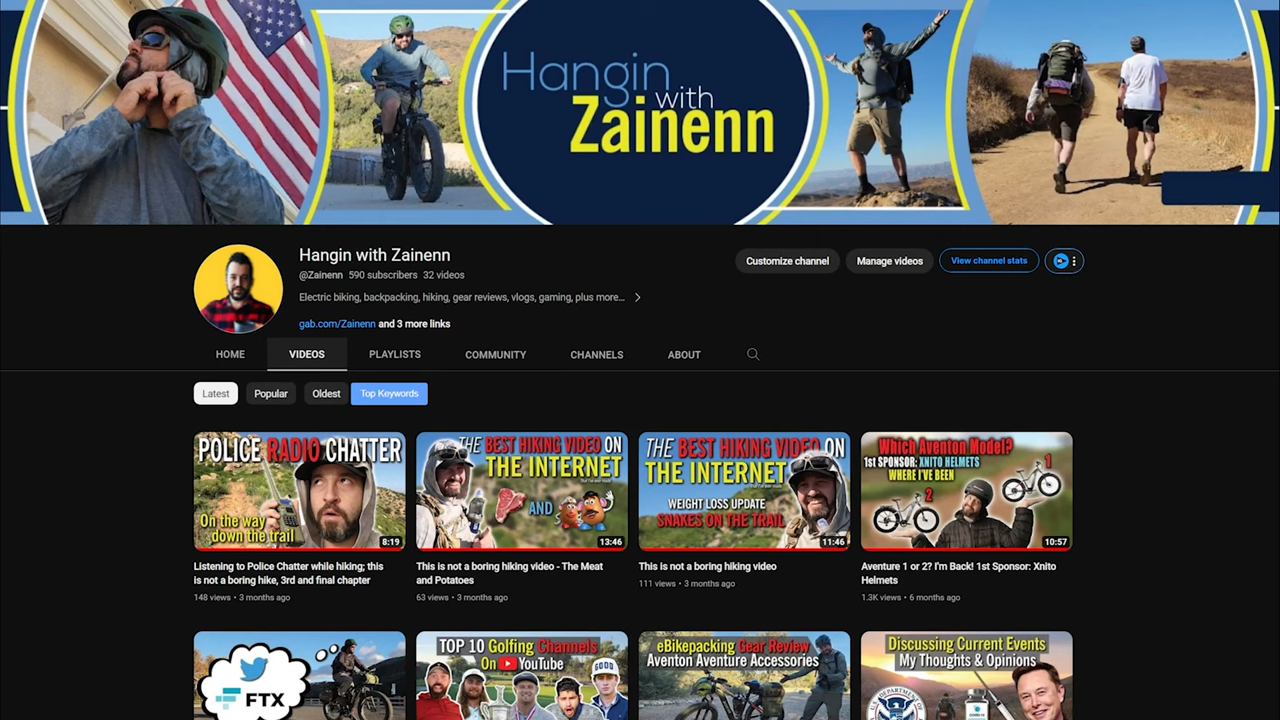 Hangin
with
Zainenn
Hangin with Zainenn
@Zainenn 590 subscribers 32 videos
Electric biking, backpacking, hiking, gear reviews, vlogs, gaming, plus more...
gab.com/Zainenn and 3 more links
Customize channel
Manage videos
View channel stats
HOME
VIDEOS
PLAYLISTS
COMMUNITY
CHANNELS
ABOUT
Latest
Popular
Oldest
Top Keywords
POLICE RADIO CHATTER
On the way
down the trail
8:19
Listening to Police Chatter while hiking; this
is not a boring hike, 3rd and final chapter
148 views • 3 months ago
THE BEST HIKING VIDEO ON
THE INTERNET
AND
13:46
This is not a boring hiking video - The Meat
and Potatoes
63 views • 3 months ago
THE BEST HIKING VIDEO ON
THE INTERNET
WEIGHT LOSS UPDATE
SNAKES ON THE TRAIL
11:46
This is not a boring hiking video
111 views • 3 months ago
Which Aventon Model?
1st SPONSOR: XNITO HELMETS
WHERE I'VE BEEN
1
2
10:57
Aventure 1 or 2? I'm Back! 1st Sponsor: Xnito
Helmets
1.3K views • 6 months ago
FTX
TOP 10 Golfing Channels
On YouTube
GOOD
eBikepacking Gear Review
Aventon Aventure Accessories
Discussing Current Events
My Thoughts & Opinions